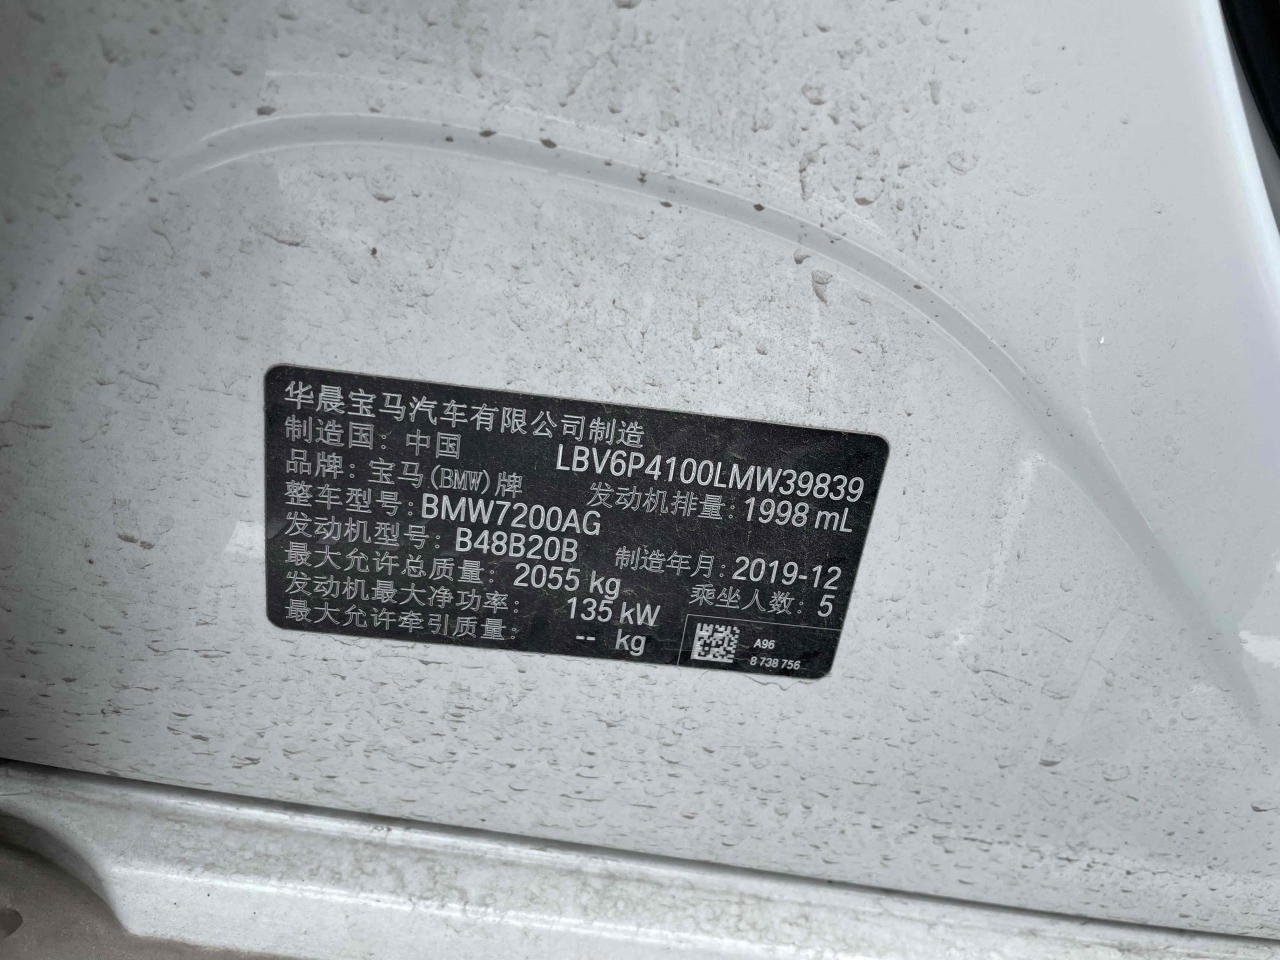 华晨宝马汽车有限公司制造
制造国：中国
LBV6P4100LMW39839
品牌：宝马(BMW)牌
发动机排量：1998 mL
整车型号：BMW7200AG
发动机型号：B48B20B
制造年月：2019-12
最大允许总质量：2055 kg
乘坐人数：5
发动机最大净功率：135 kW
最大允许牵引质量：-- kg
A96
8 738 756